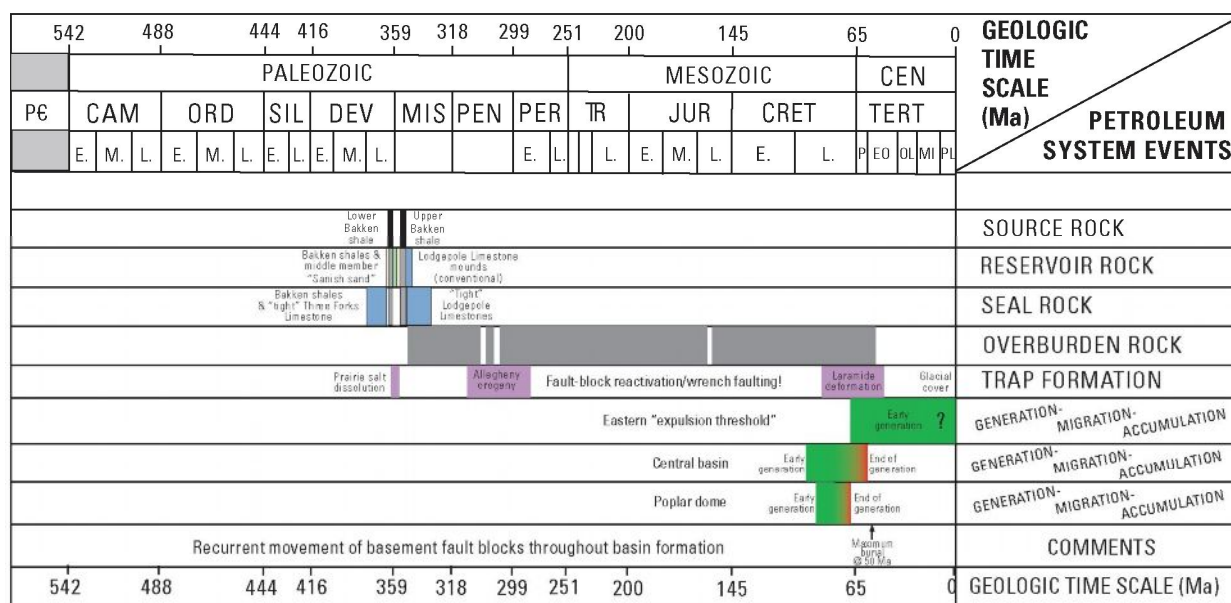 542 488 444 416 359 318 299 251 200 145 65 0
GEOLOGIC
TIME
SCALE
(Ma)
PETROLEUM
SYSTEM EVENTS
PALEOZOIC MESOZOIC CEN
PЄ CAM ORD SIL DEV MIS PEN PER TR JUR CRET TERT
E. M. L. E. M. L. E. L. E. M. L. E. L. L. E. M. L. E. L. P EO OL MI PL
Lower
Bakken
shale
Upper
Bakken
shale
SOURCE ROCK
Bakken shales &
middle member
"Sanish sand"
Lodgepole Limestone
mounds
(conventional)
RESERVOIR ROCK
Bakken shales
& "tight" Three Forks
Limestone
"Tight"
Lodgepole
Limestones
SEAL ROCK
OVERBURDEN ROCK
Prairie salt
dissolution
Allegheny
orogeny
Fault-block reactivation/wrench faulting!
Laramide
deformation
Glacial
cover
TRAP FORMATION
Eastern "expulsion threshold"
Early
generation
?
GENERATION-
MIGRATION-
ACCUMULATION
Central basin
Early
generation
End of
generation
GENERATION-
MIGRATION-
ACCUMULATION
Poplar dome
Early
generation
End of
generation
GENERATION-
MIGRATION-
ACCUMULATION
Recurrent movement of basement fault blocks throughout basin formation
Maximum
burial
@ 50 Ma
COMMENTS
542 488 444 416 359 318 299 251 200 145 65 0
GEOLOGIC TIME SCALE (Ma)